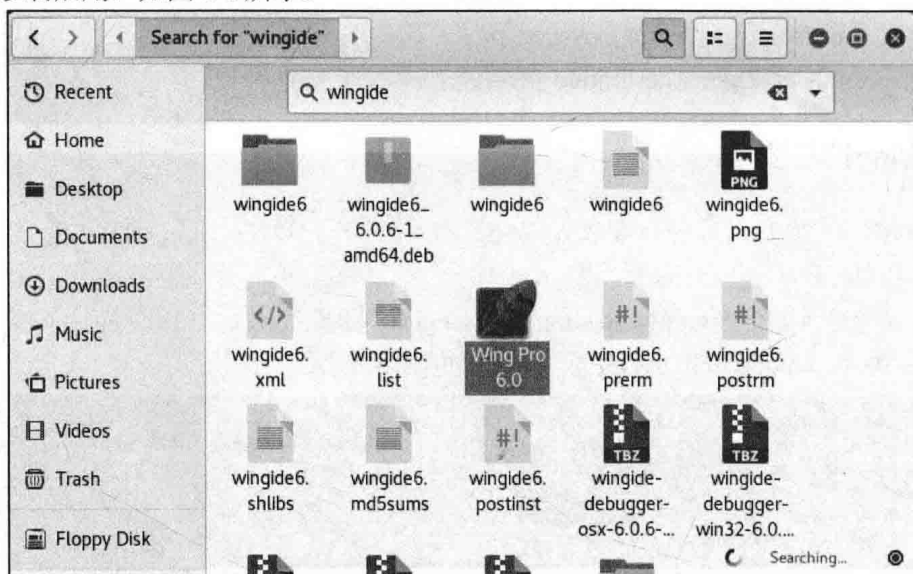 Search for "wingide"
wingide
Recent
Home
Desktop
Documents
Downloads
Music
Pictures
Videos
Trash
Floppy Disk
wingide6
wingide6_
6.0.6-1_
amd64.deb
wingide6
wingide6
wingide6.
png
PNG
wingide6.
xml
wingide6.
list
Wing Pro
6.0
wingide6.
prerm
wingide6.
postrm
wingide6.
shlibs
wingide6.
md5sums
wingide6.
postinst
TBZ
wingide-
debugger-
osx-6.0.6-...
TBZ
wingide-
debugger-
win32-6.0....
Searching...